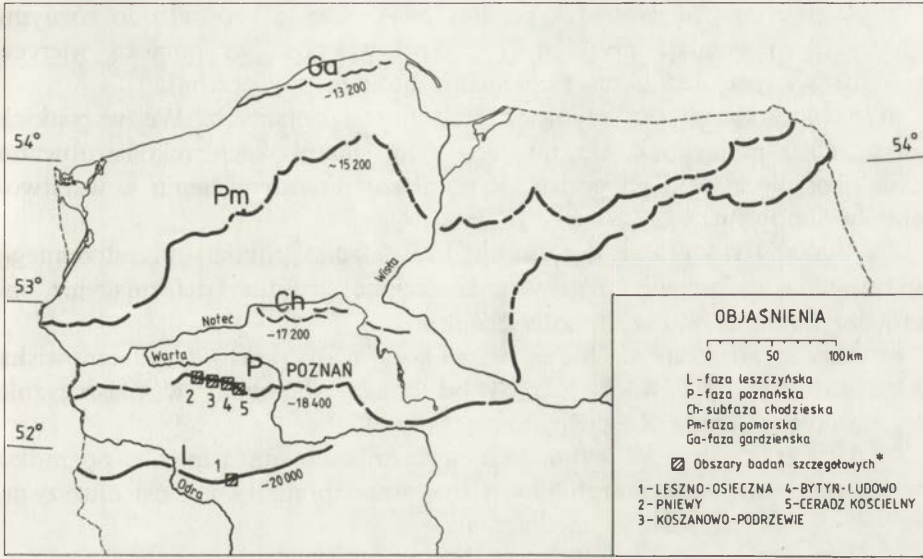 Ga
-13 200
54°
54°
-15 200
Pm
Wisła
53°
Ch
Noteć
-17 200
Warta
P
POZNAŃ
2 3 4 5
-18 400
52°
L 1
Odra
-20 000
OBJAŚNIENIA
0 50 100 km
L - faza leszczyńska
P - faza poznańska
Ch - subfaza chodzieska
Pm - faza pomorska
Ga - faza gardzieńska
Obszary badań szczegółowych*
1 - LESZNO-OSIECZNA 4 - BYTYŃ-LUDOWO
2 - PNIEWY 5 - CERADZ KOŚCIELNY
3 - KOSZANOWO-PODRZEWIE